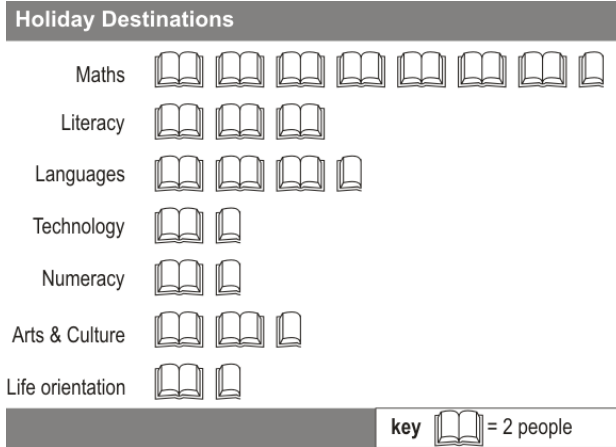 Holiday Destinations
Maths
Literacy
Languages
Technology
Numeracy
Arts & Culture
Life orientation
key = 2 people